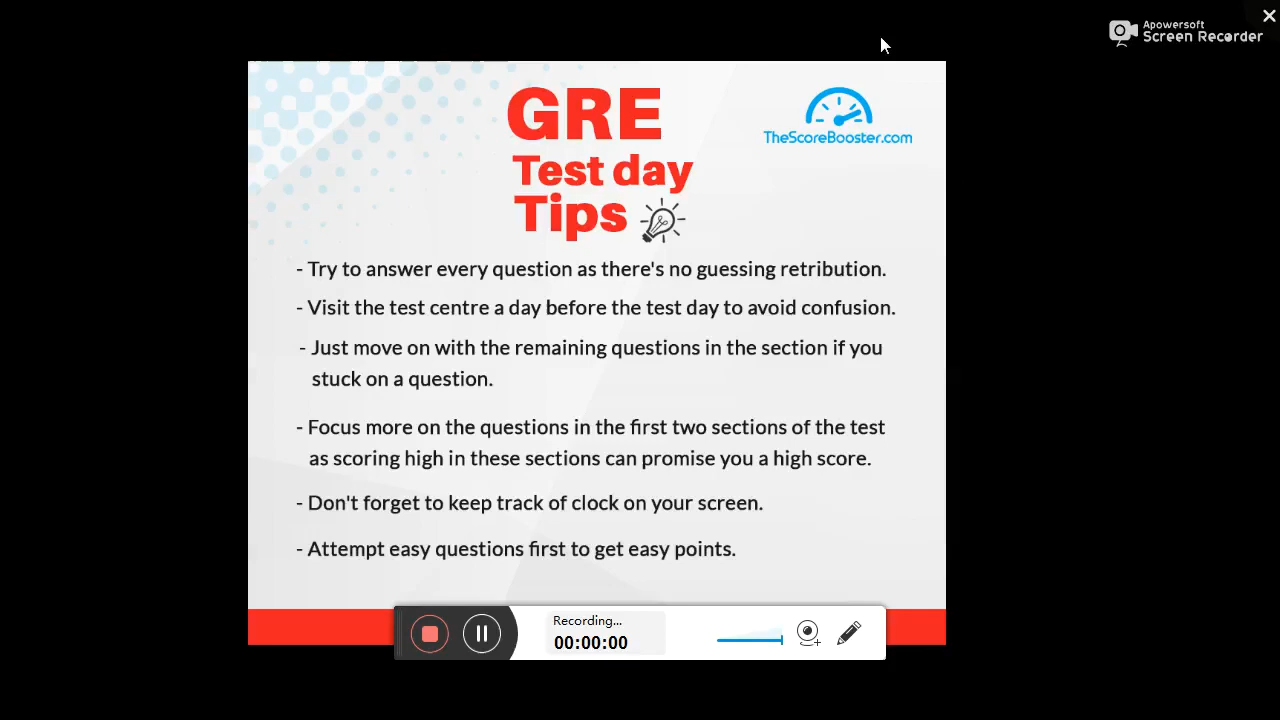 Apowersoft
Screen Recorder
GRE
Test day
Tips
TheScoreBooster.com
- Try to answer every question as there's no guessing retribution.
- Visit the test centre a day before the test day to avoid confusion.
- Just move on with the remaining questions in the section if you
stuck on a question.
- Focus more on the questions in the first two sections of the test
as scoring high in these sections can promise you a high score.
- Don't forget to keep track of clock on your screen.
- Attempt easy questions first to get easy points.
Recording...
00:00:00